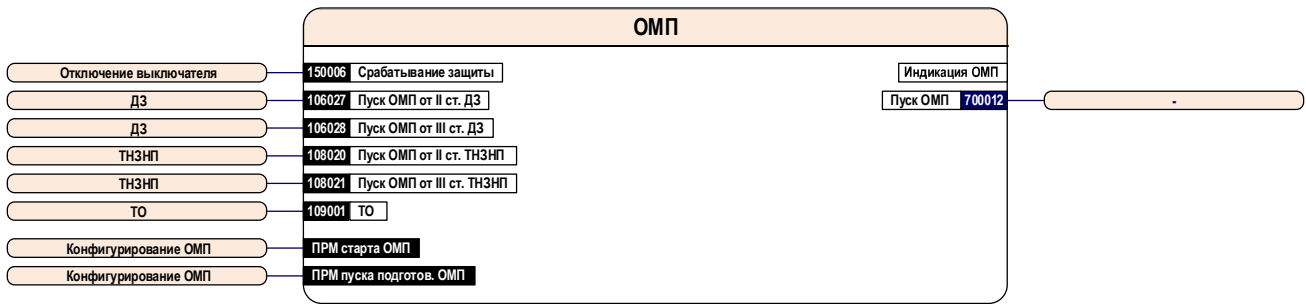 ОМП
Отключение выключателя 150006 Срабатывание защиты Индикация ОМП
ДЗ 106027 Пуск ОМП от II ст. ДЗ Пуск ОМП 700012 -
ДЗ 106028 Пуск ОМП от III ст. ДЗ
ТНЗНП 108020 Пуск ОМП от II ст. ТНЗНП
ТНЗНП 108021 Пуск ОМП от III ст. ТНЗНП
ТО 109001 ТО
Конфигурирование ОМП ПРМ старта ОМП
Конфигурирование ОМП ПРМ пуска подготов. ОМП